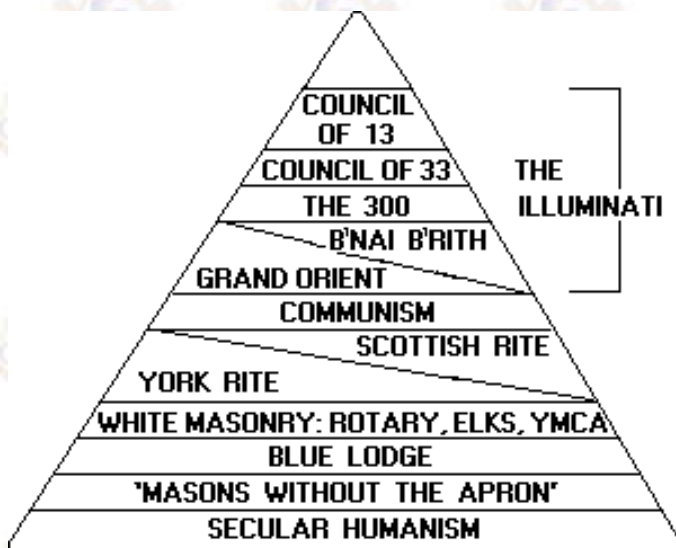 COUNCIL
OF 13
COUNCIL OF 33
THE 300
B'NAI B'RITH
GRAND ORIENT
COMMUNISM
SCOTTISH RITE
YORK RITE
WHITE MASONRY: ROTARY, ELKS, YMCA
BLUE LODGE
'MASONS WITHOUT THE APRON'
SECULAR HUMANISM
THE
ILLUMINATI